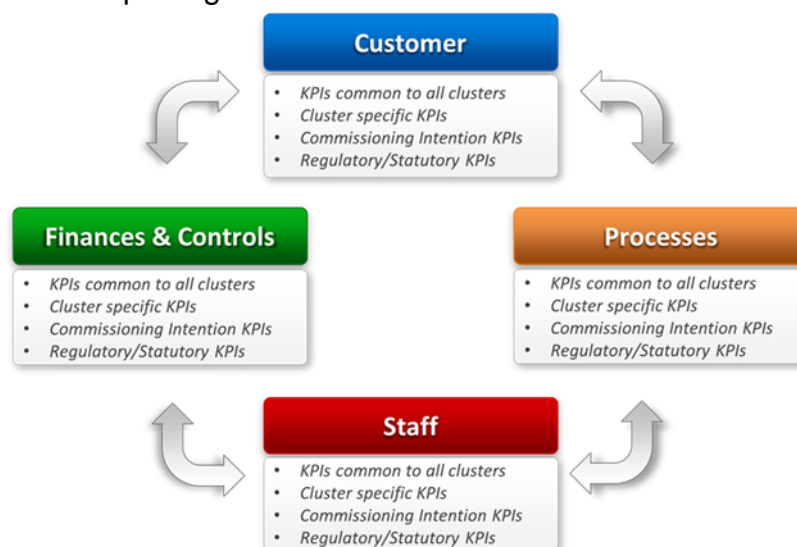 Customer
• KPIs common to all clusters
• Cluster specific KPIs
• Commissioning Intention KPIs
• Regulatory/Statutory KPIs
Finances & Controls
• KPIs common to all clusters
• Cluster specific KPIs
• Commissioning Intention KPIs
• Regulatory/Statutory KPIs
Processes
• KPIs common to all clusters
• Cluster specific KPIs
• Commissioning Intention KPIs
• Regulatory/Statutory KPIs
Staff
• KPIs common to all clusters
• Cluster specific KPIs
• Commissioning Intention KPIs
• Regulatory/Statutory KPIs